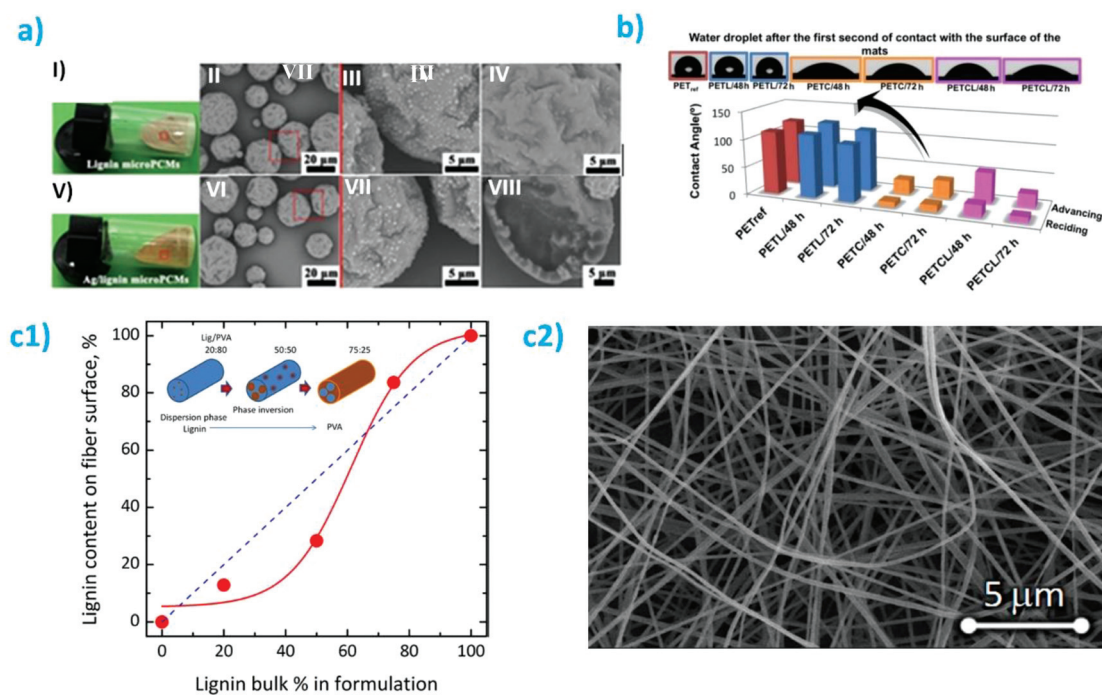 a)
I)
Lignin microPCMs
II
VII
20 µm
III
IV
5 µm
IV
5 µm
V)
Ag/lignin microPCMs
VI
20 µm
VII
5 µm
VIII
5 µm
b)
Water droplet after the first second of contact with the surface of the
mats
PETref
PETL/48 h
PETL/72 h
PETC/48 h
PETC/72 h
PETCL/48 h
PETCL/72 h
Contact Angle(°)
150
100
50
0
Advancing
Reciding
PETref
PETL/48 h
PETL/72 h
PETC/48 h
PETC/72 h
PETCL/48 h
PETCL/72 h
c1)
Lignin content on fiber surface, %
100
80
60
40
20
0
Lig/PVA
20:80
50:50
75:25
Phase inversion
Dispersion phase
Lignin
PVA
0
20
40
60
80
100
Lignin bulk % in formulation
c2)
5 µm